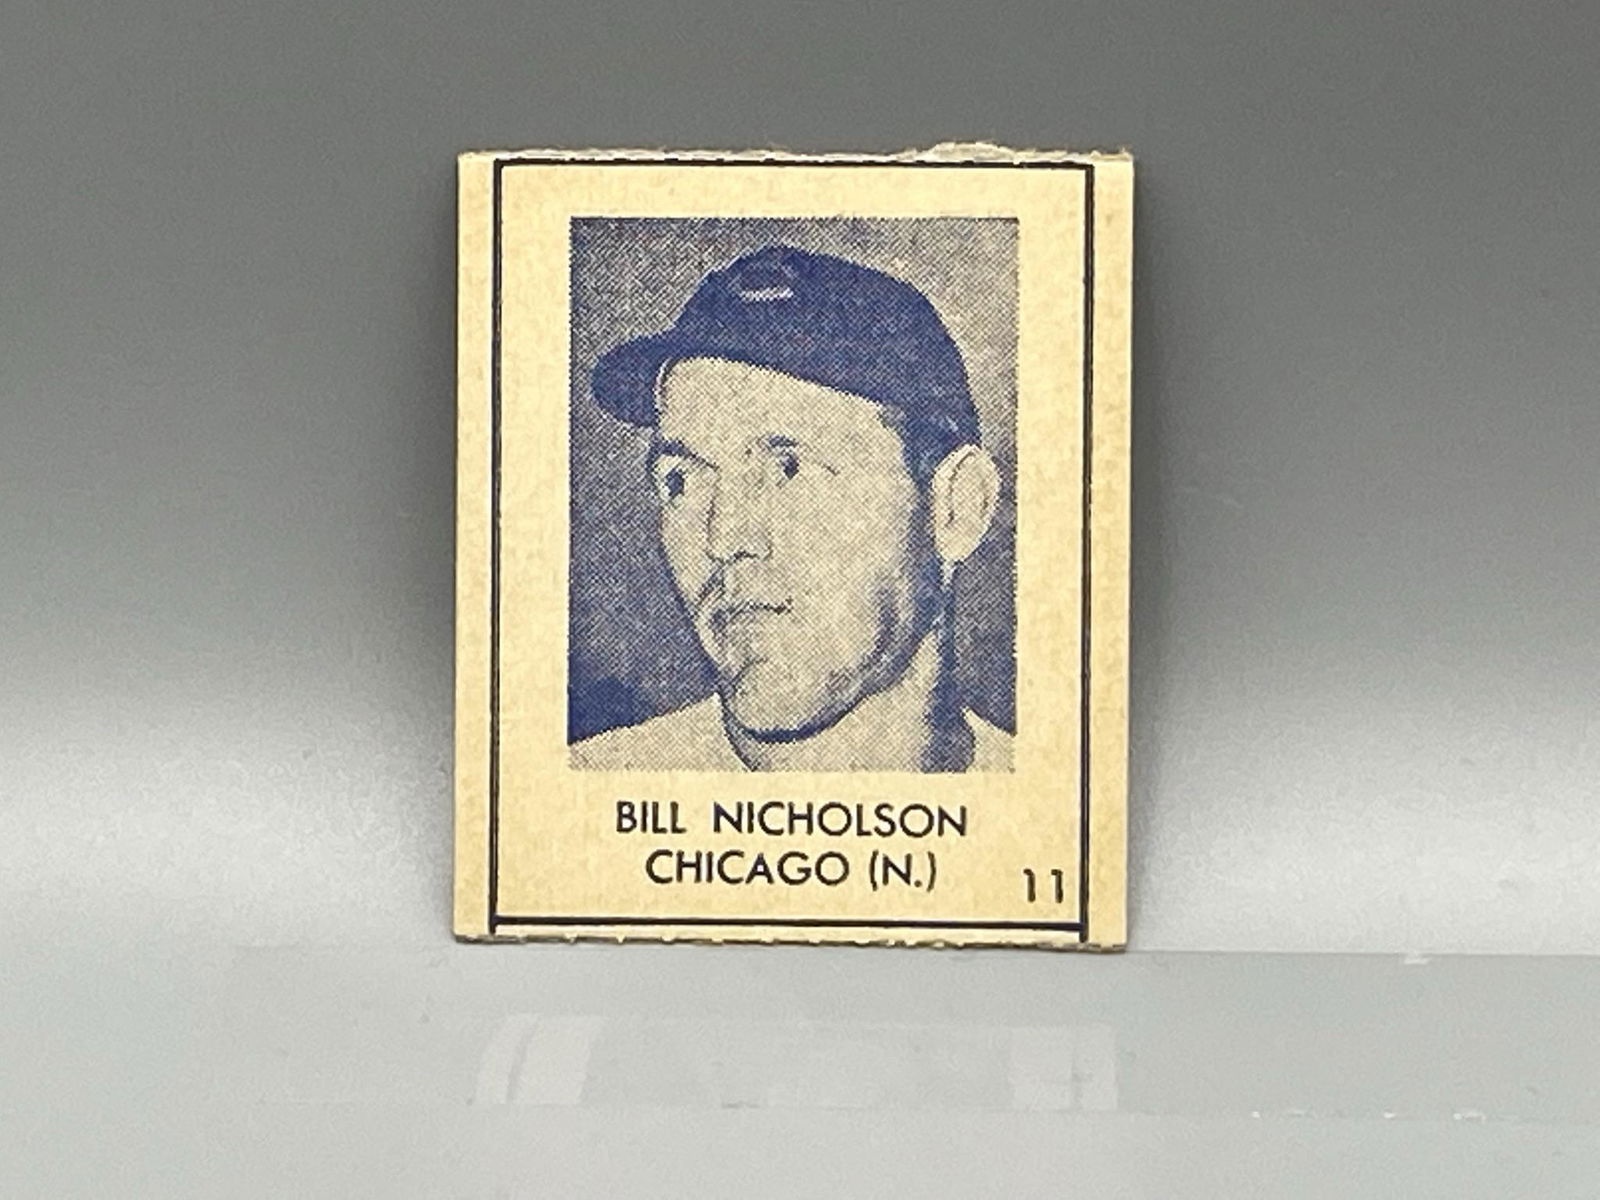 BILL NICHOLSON
CHICAGO (N.)
11